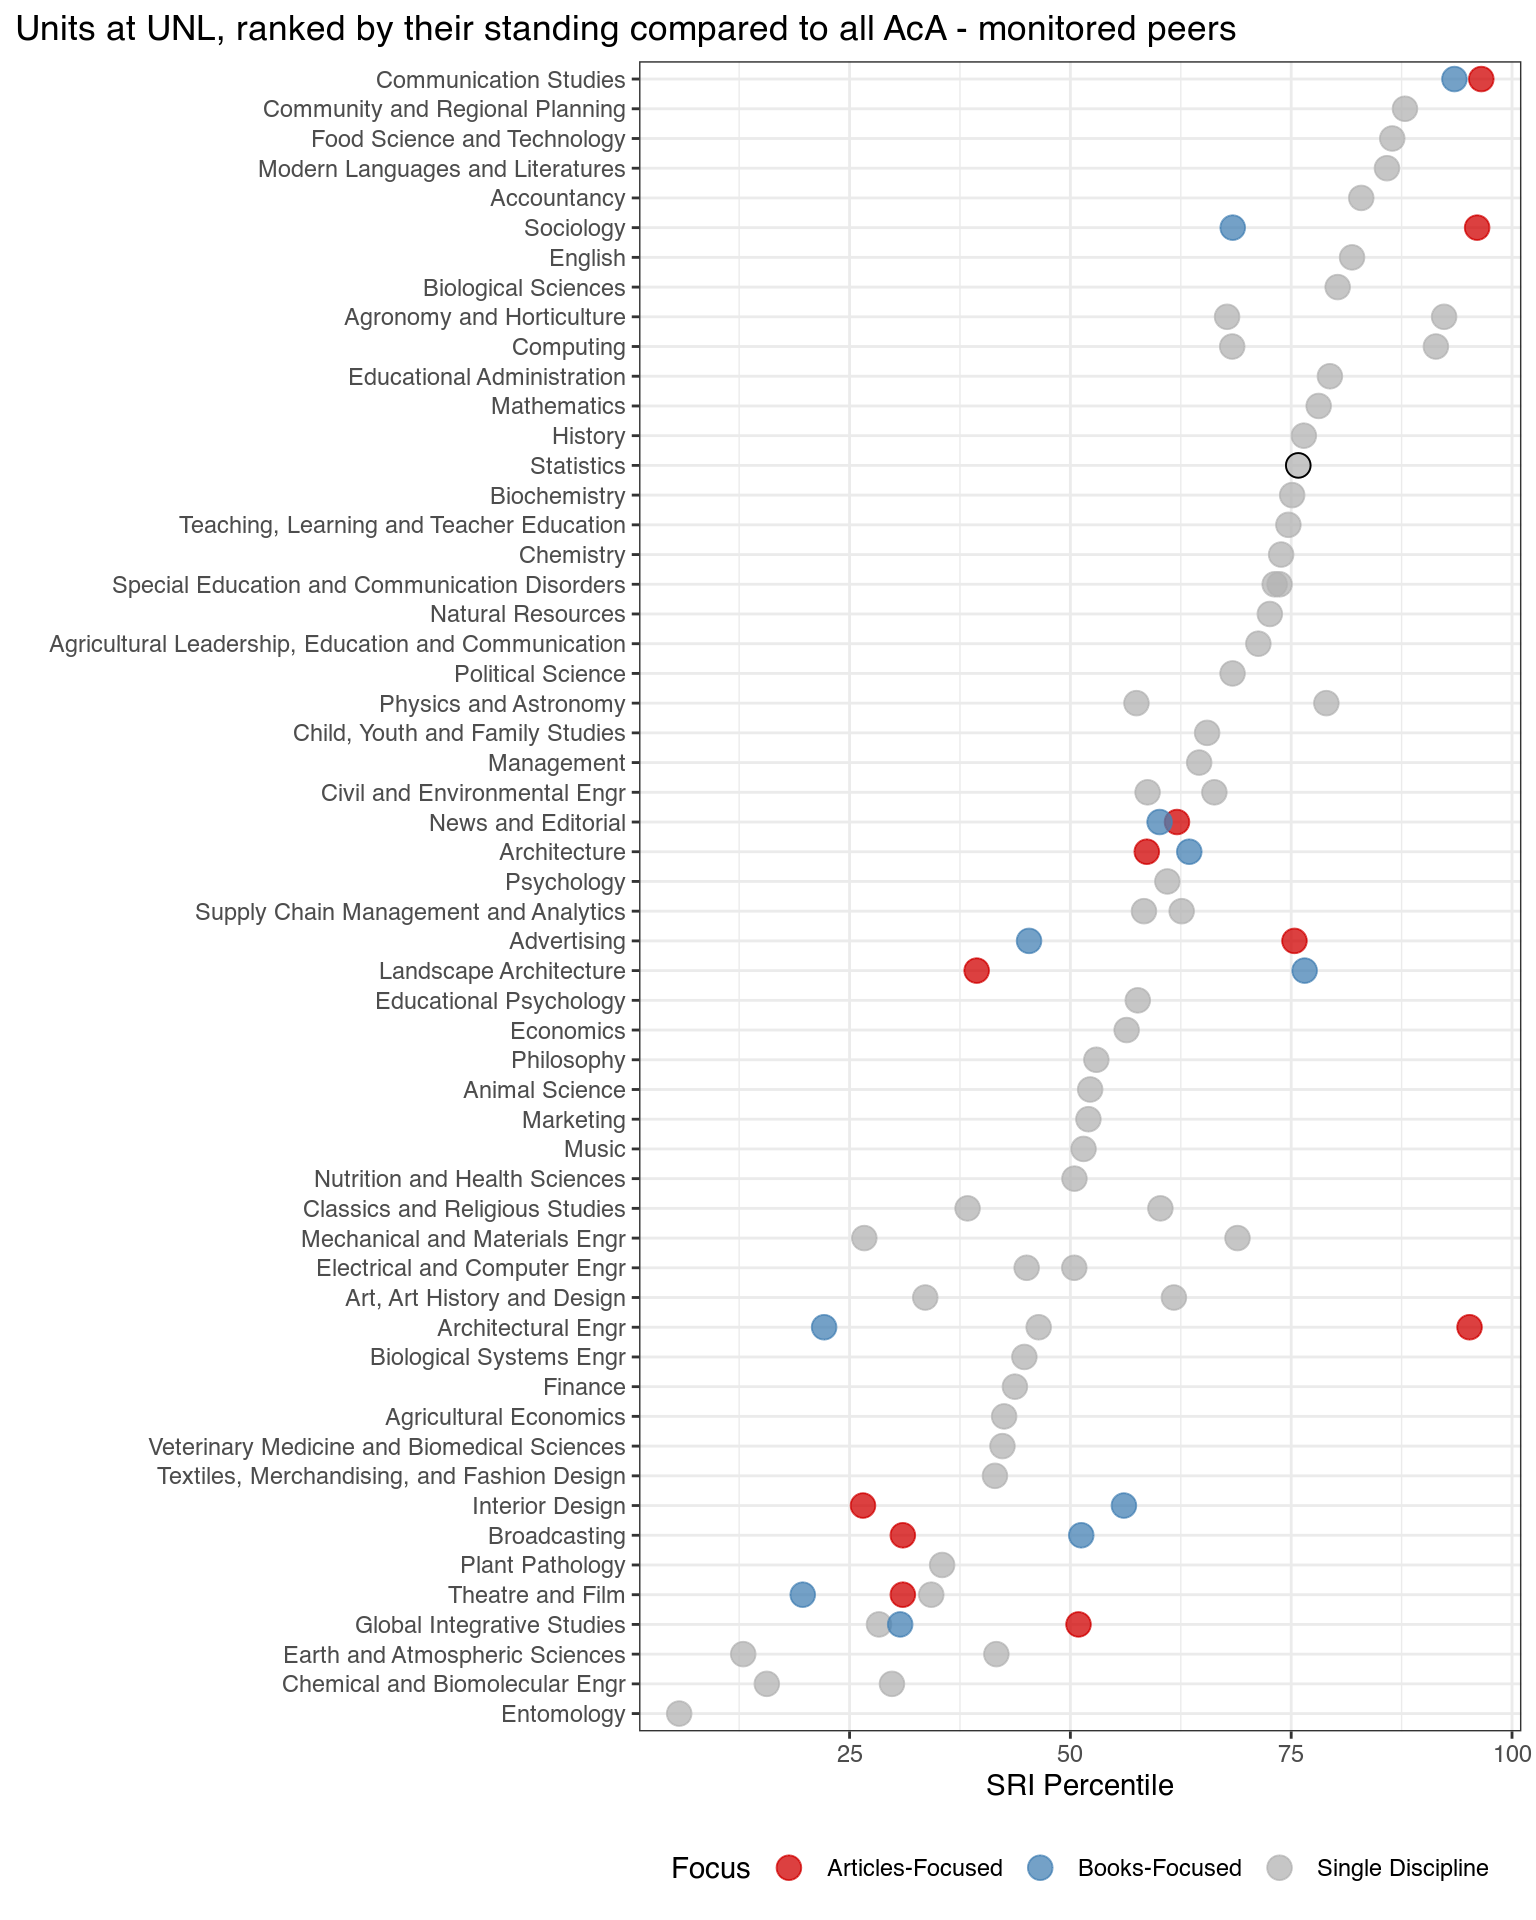 Units at UNL, ranked by their standing compared to all AcA - monitored peers
Communication Studies
Community and Regional Planning
Food Science and Technology
Modern Languages and Literatures
Accountancy
Sociology
English
Biological Sciences
Agronomy and Horticulture
Computing
Educational Administration
Mathematics
History
Statistics
Biochemistry
Teaching, Learning and Teacher Education
Chemistry
Special Education and Communication Disorders
Natural Resources
Agricultural Leadership, Education and Communication
Political Science
Physics and Astronomy
Child, Youth and Family Studies
Management
Civil and Environmental Engr
News and Editorial
Architecture
Psychology
Supply Chain Management and Analytics
Advertising
Landscape Architecture
Educational Psychology
Economics
Philosophy
Animal Science
Marketing
Music
Nutrition and Health Sciences
Classics and Religious Studies
Mechanical and Materials Engr
Electrical and Computer Engr
Art, Art History and Design
Architectural Engr
Biological Systems Engr
Finance
Agricultural Economics
Veterinary Medicine and Biomedical Sciences
Textiles, Merchandising, and Fashion Design
Interior Design
Broadcasting
Plant Pathology
Theatre and Film
Global Integrative Studies
Earth and Atmospheric Sciences
Chemical and Biomolecular Engr
Entomology
25 50 75 100
SRI Percentile
Focus Articles-Focused Books-Focused Single Discipline